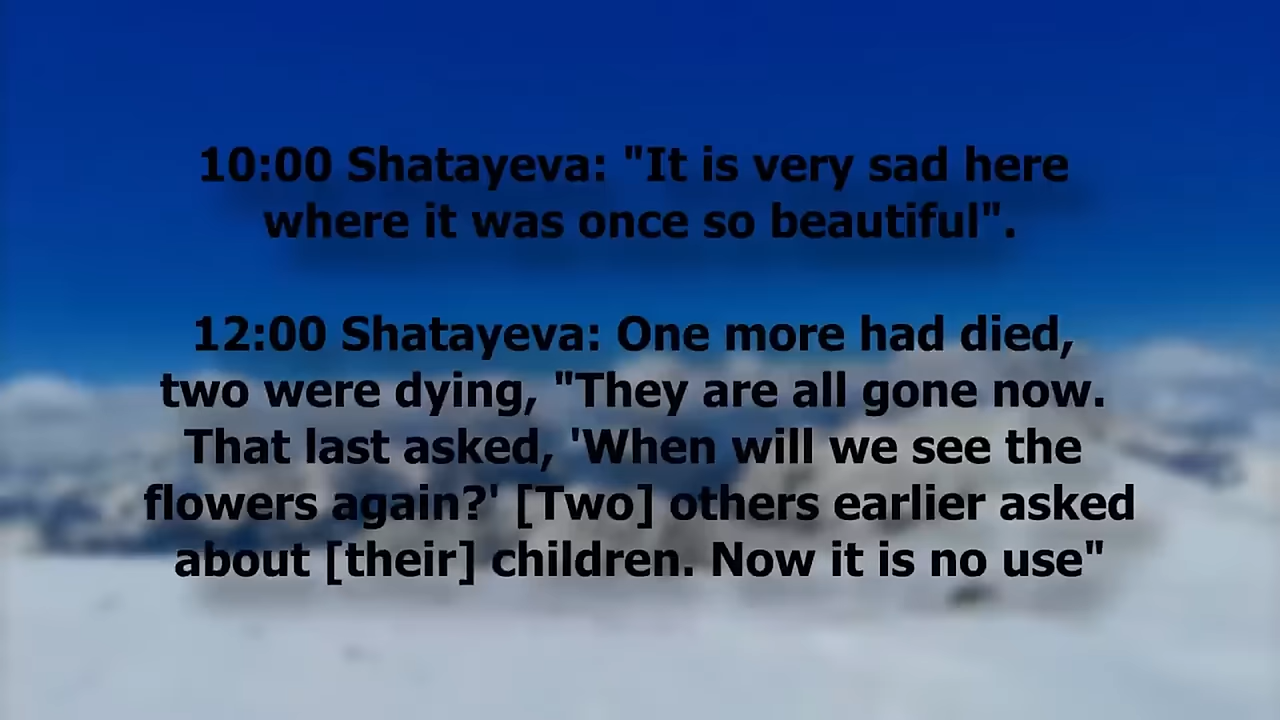 10:00 Shatayeva: "It is very sad here
where it was once so beautiful".
12:00 Shatayeva: One more had died,
two were dying, "They are all gone now.
That last asked, 'When will we see the
flowers again?' [Two] others earlier asked
about [their] children. Now it is no use"